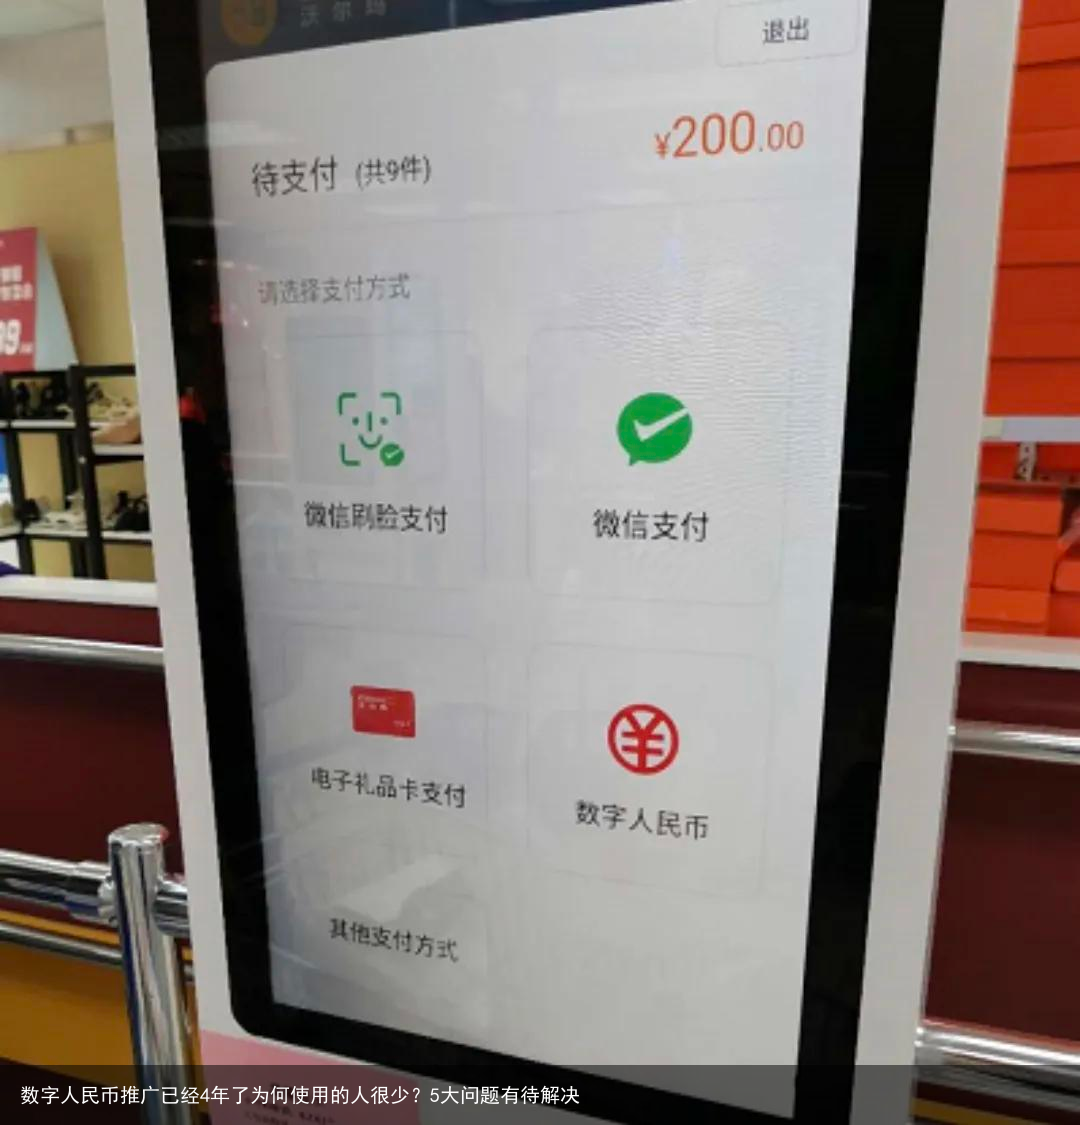 沃尔玛
退出
¥200.00
待支付 (共9件)
请选择支付方式
微信刷脸支付
微信支付
电子礼品卡支付
数字人民币
其他支付方式
数字人民币推广已经4年了为何使用的人很少？5大问题有待解决